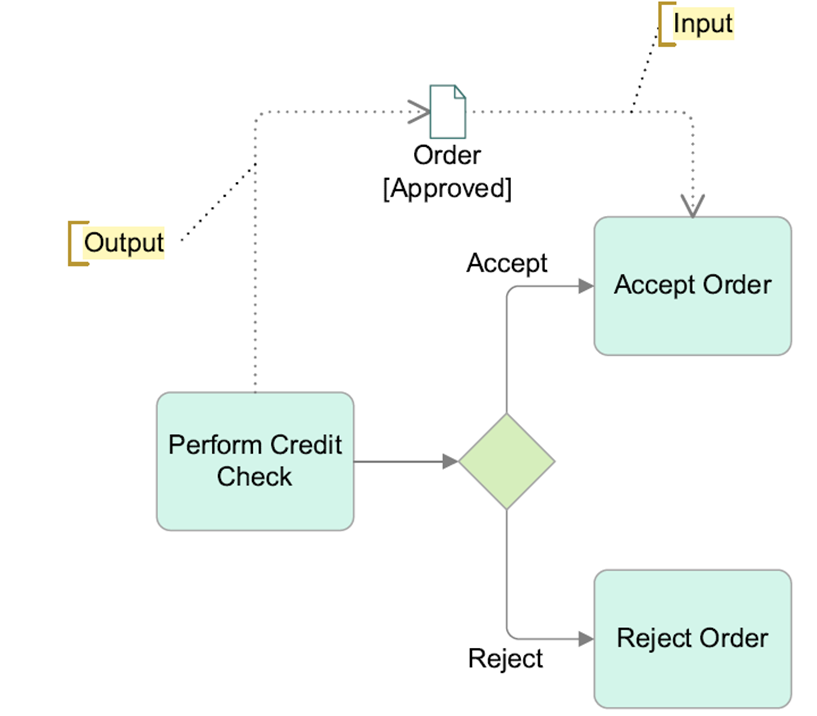 Input
Order
[Approved]
Output
Accept
Accept Order
Perform Credit
Check
Reject Order
Reject